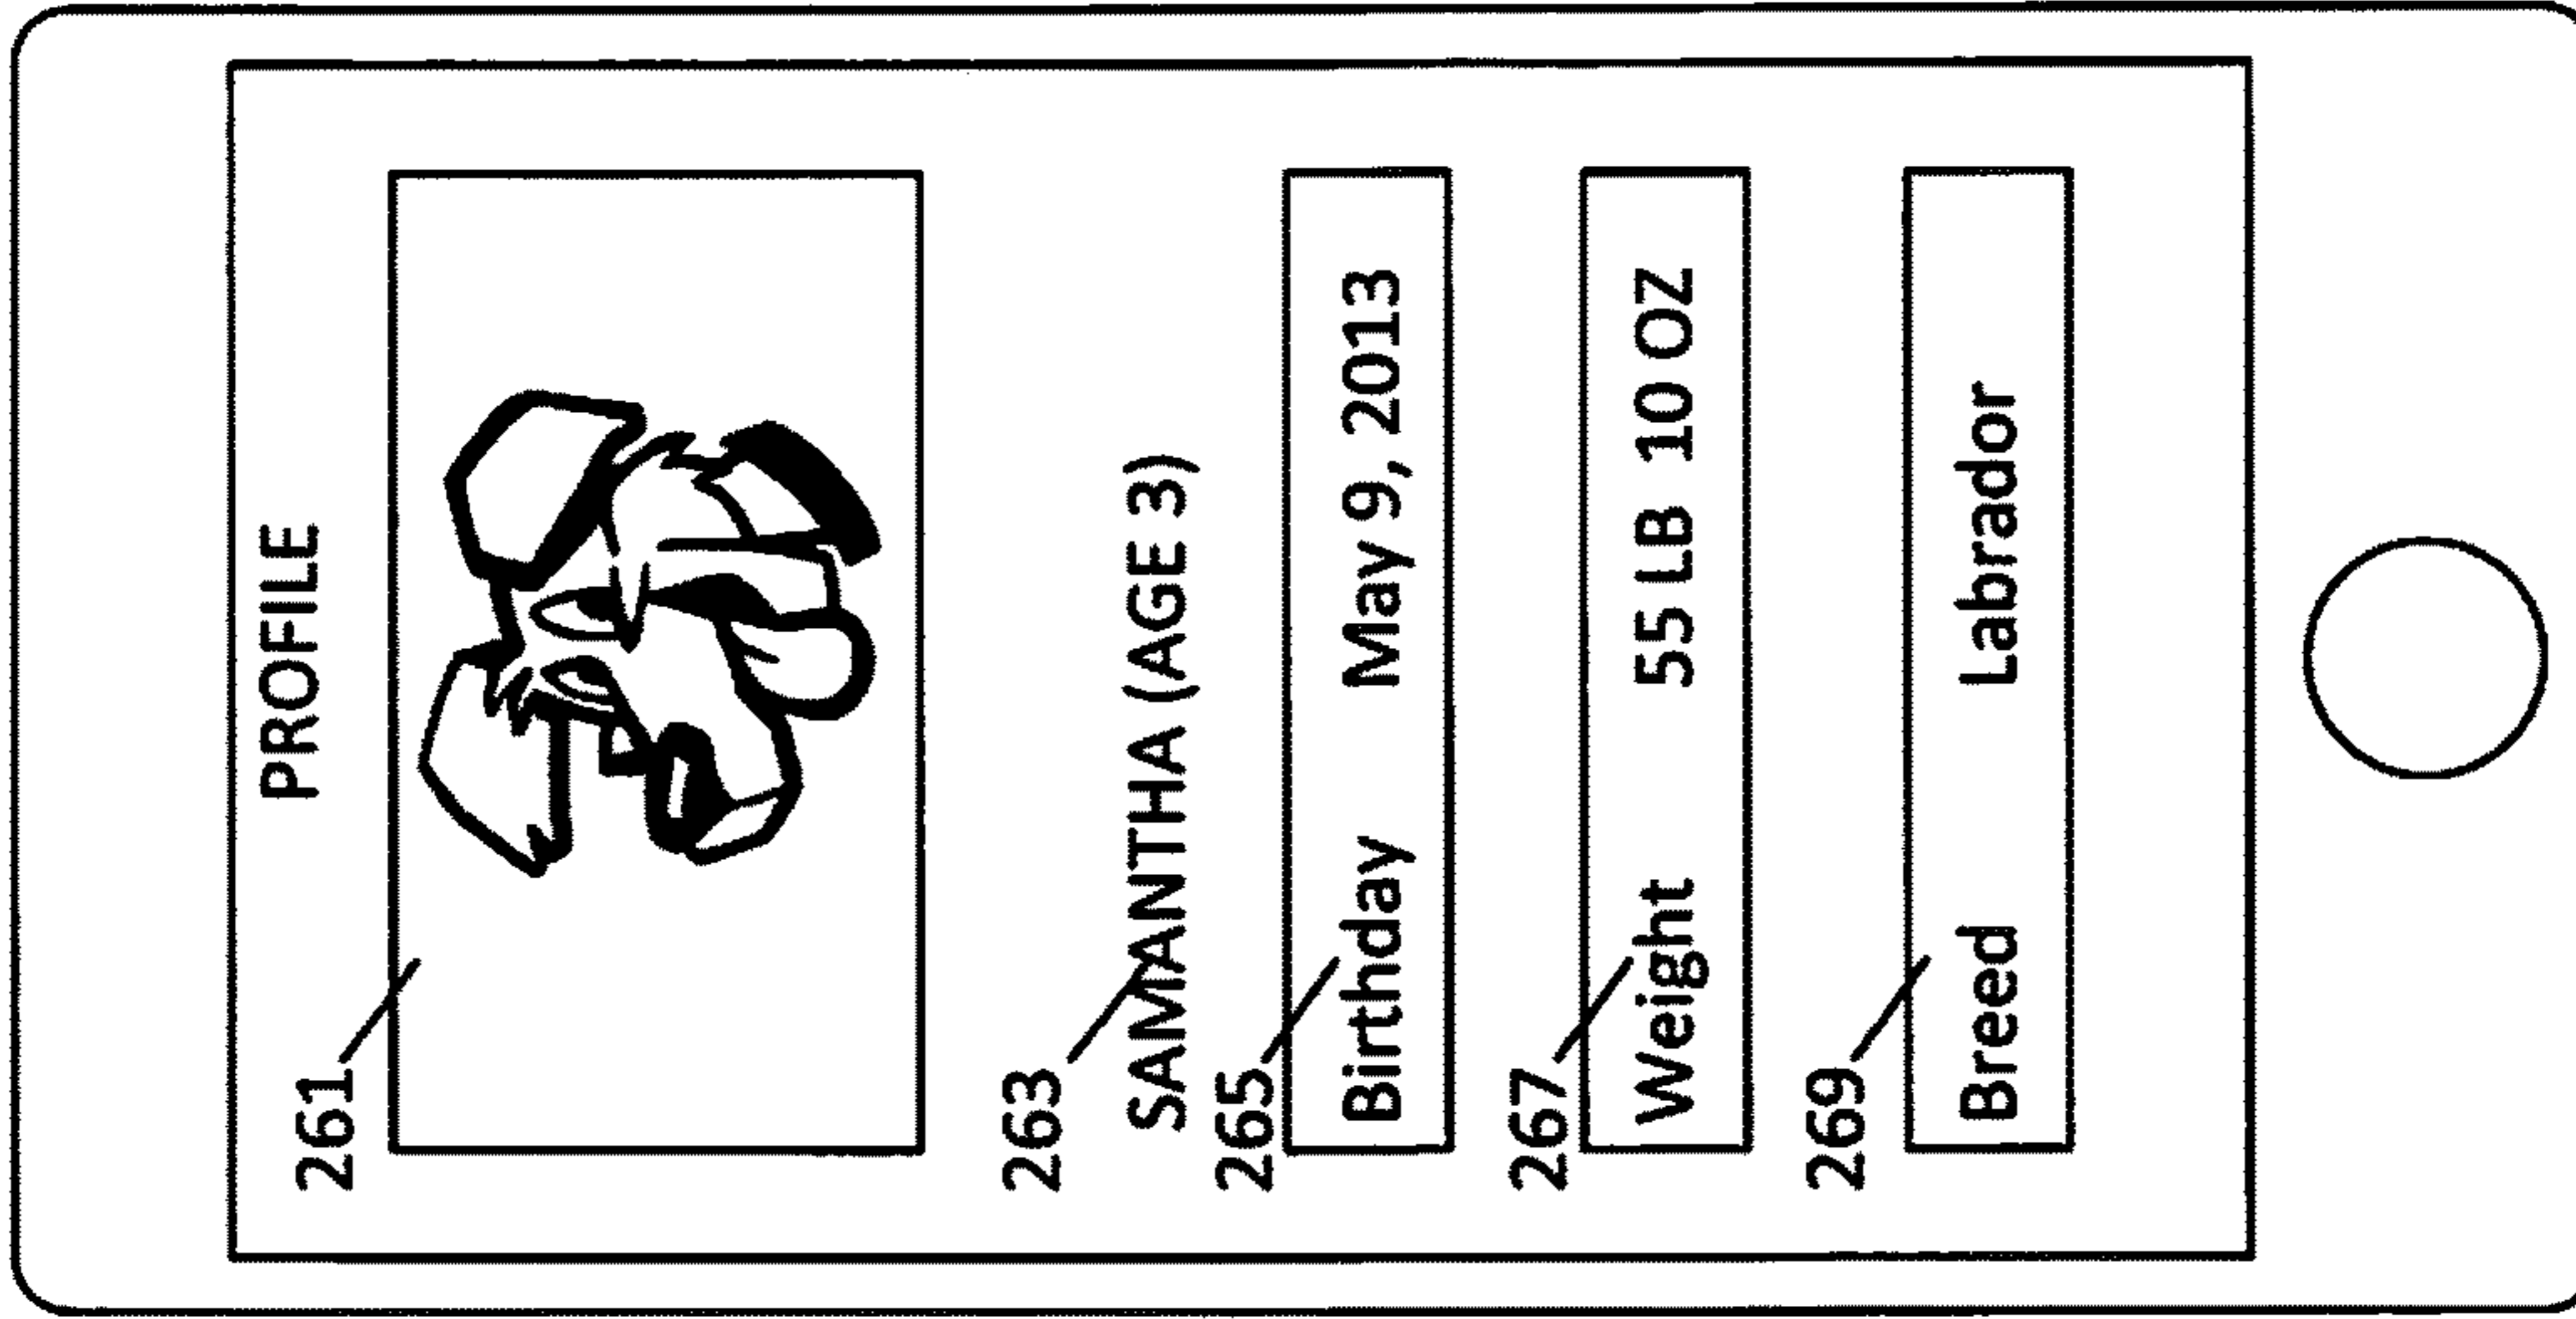 PROFILE
261
263
SAMANTHA (AGE 3)
265
Birthday May 9, 2013
267
Weight 55 LB 10 OZ
269
Breed Labrador